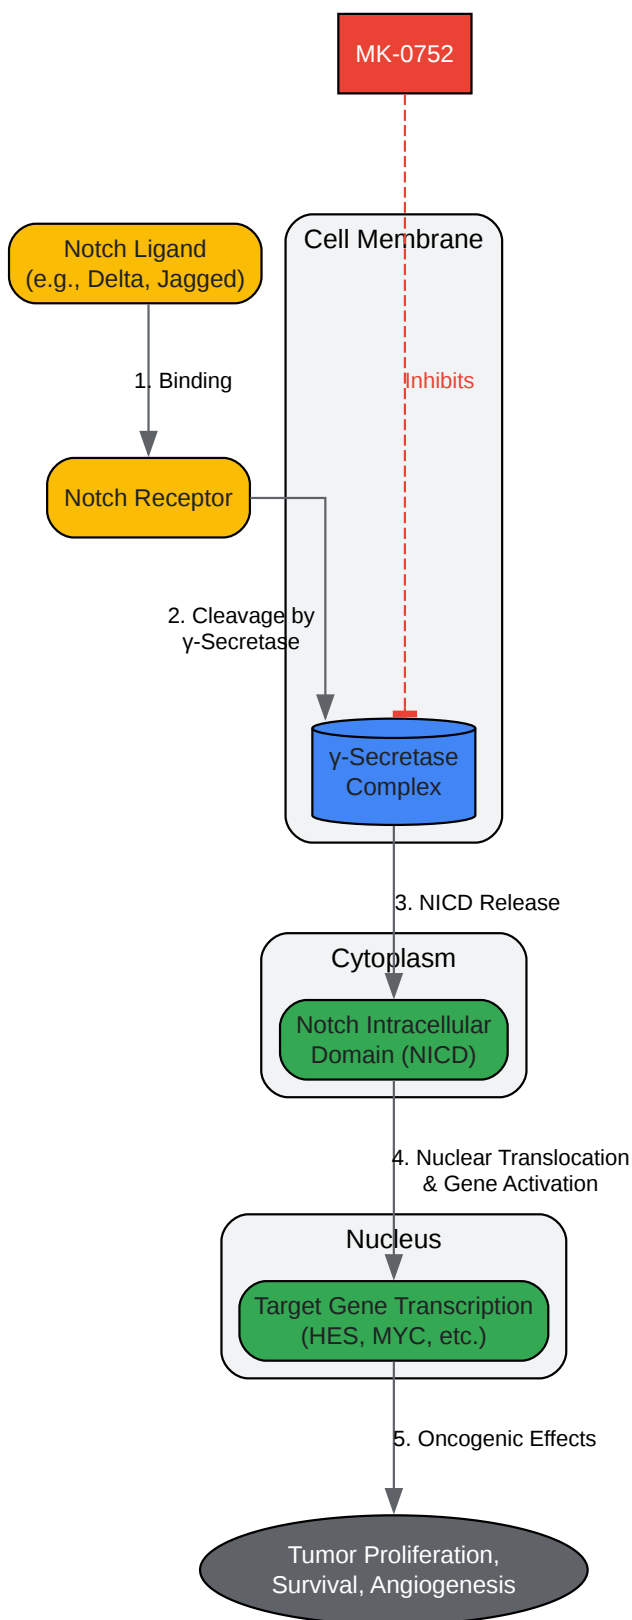 MK-0752
Notch Ligand
(e.g., Delta, Jagged)
Cell Membrane
1. Binding
Inhibits
Notch Receptor
2. Cleavage by
γ-Secretase
γ-Secretase
Complex
3. NICD Release
Cytoplasm
Notch Intracellular
Domain (NICD)
4. Nuclear Translocation
& Gene Activation
Nucleus
Target Gene Transcription
(HES, MYC, etc.)
5. Oncogenic Effects
Tumor Proliferation,
Survival, Angiogenesis